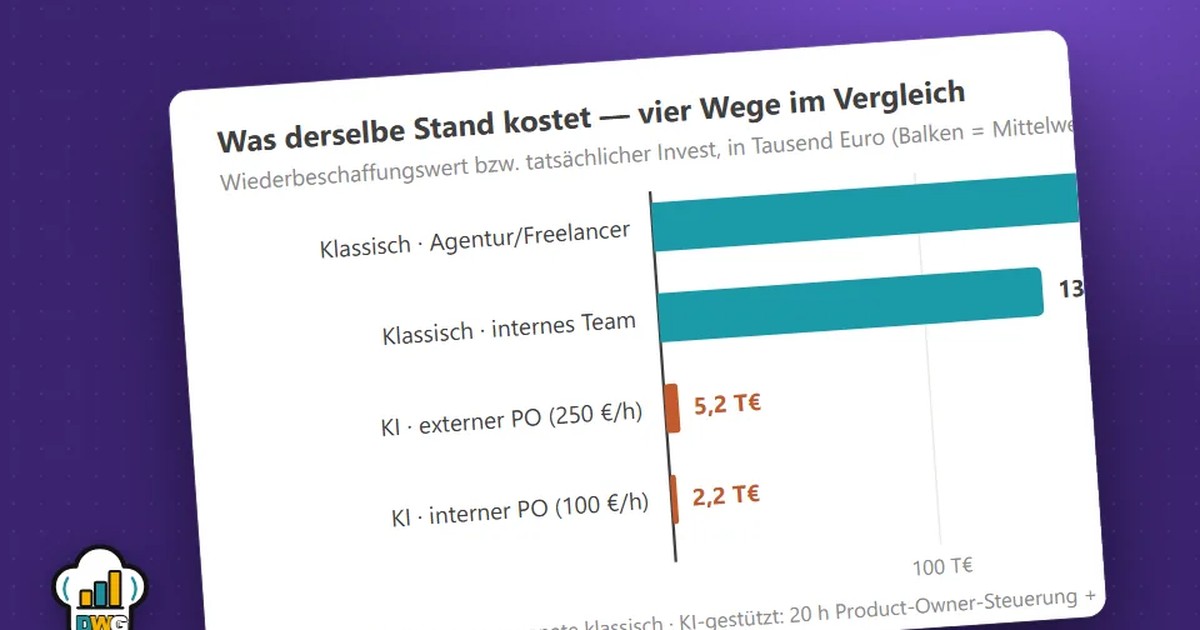 Was derselbe Stand kostet — vier Wege im Vergleich
Wiederbeschaffungswert bzw. tatsächlicher Invest, in Tausend Euro (Balken =
Klassisch · Agentur/Freelancer
Klassisch · internes Team
13
KI · externer PO (250 €/h)
5,2 T€
KI · interner PO (100 €/h)
2,2 T€
100 T€
klassisch · KI-gestützt: 20 h Product-Owner-Steuerung +
DWG